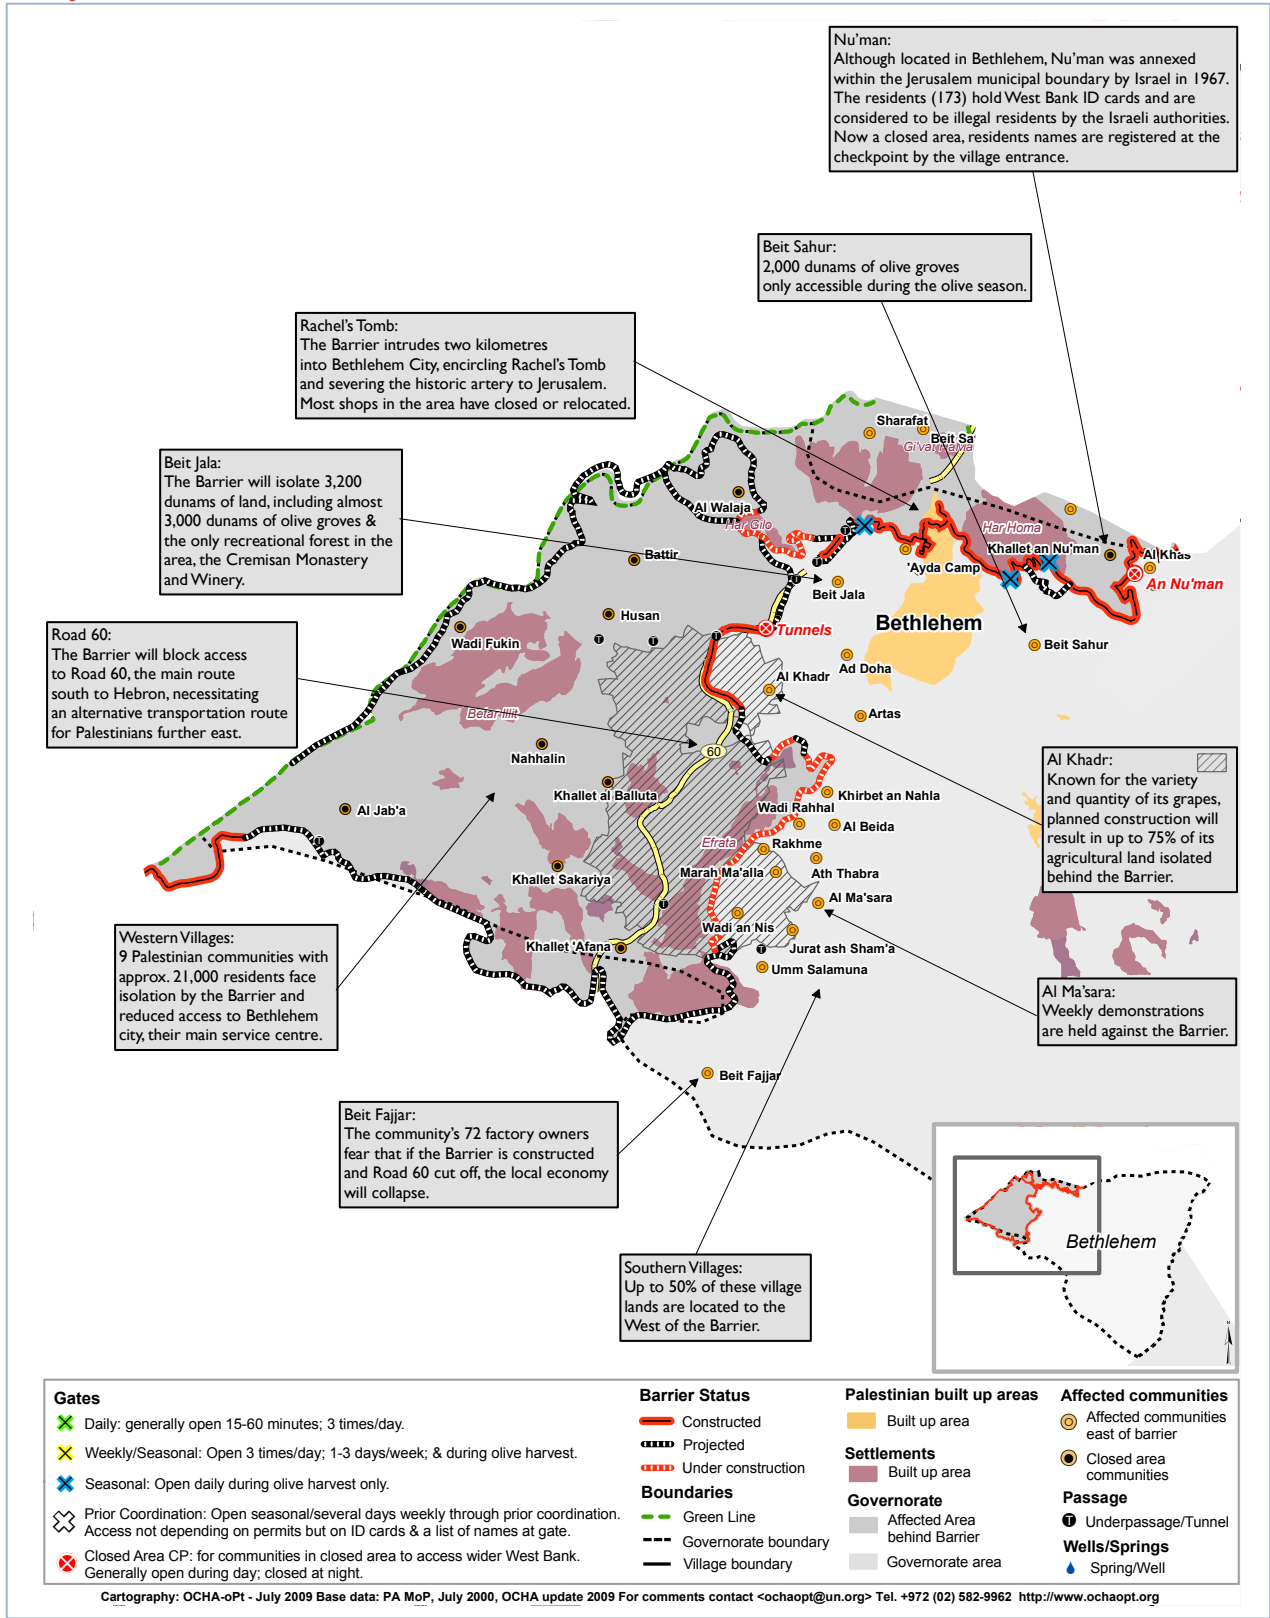 Nu'man:
Although located in Bethlehem, Nu'man was annexed
within the Jerusalem municipal boundary by Israel in 1967.
The residents (173) hold West Bank ID cards and are
considered to be illegal residents by the Israeli authorities.
Now a closed area, residents names are registered at the
checkpoint by the village entrance.
Beit Sahur:
2,000 dunams of olive groves
only accessible during the olive season.
Rachel's Tomb:
The Barrier intrudes two kilometres
into Bethlehem City, encircling Rachel's Tomb
and severing the historic artery to Jerusalem.
Most shops in the area have closed or relocated.
Beit Jala:
The Barrier will isolate 3,200
dunams of land, including almost
3,000 dunams of olive groves &
the only recreational forest in the
area, the Cremisan Monastery
and Winery.
Road 60:
The Barrier will block access
to Road 60, the main route
south to Hebron, necessitating
an alternative transportation route
for Palestinians further east.
Sharafat
Beit Sa
Al Walaja
Har Gilo
Har Homa
Khallet an Nu'man
Al Khas
An Nu'man
Battir
'Ayda Camp
Beit Jala
Husan
Bethlehem
Wadi Fukin
Tunnels
Beit Sahur
Ad Doha
Al Khadr
Artas
Betar Illit
60
Nahhalin
Khallet al Balluta
Khirbet an Nahla
Wadi Rahhal
Al Jab'a
Al Beida
Efrata
Rakhme
Marah Ma'alla
Ath Thabra
Khallet Sakariya
Al Ma'sara
Wadi an Nis
Khallet 'Afana
Jurat ash Sham'a
Umm Salamuna
Beit Fajjar
Al Khadr:
Known for the variety
and quantity of its grapes,
planned construction will
result in up to 75% of its
agricultural land isolated
behind the Barrier.
Western Villages:
9 Palestinian communities with
approx. 21,000 residents face
isolation by the Barrier and
reduced access to Bethlehem
city, their main service centre.
Al Ma'sara:
Weekly demonstrations
are held against the Barrier.
Beit Fajjar:
The community's 72 factory owners
fear that if the Barrier is constructed
and Road 60 cut off, the local economy
will collapse.
Southern Villages:
Up to 50% of these village
lands are located to the
West of the Barrier.
Bethlehem
Gates
Daily: generally open 15-60 minutes; 3 times/day.
Weekly/Seasonal: Open 3 times/day; 1-3 days/week; & during olive harvest.
Seasonal: Open daily during olive harvest only.
Prior Coordination: Open seasonal/several days weekly through prior coordination.
Access not depending on permits but on ID cards & a list of names at gate.
Closed Area CP: for communities in closed area to access wider West Bank.
Generally open during day; closed at night.
Barrier Status
Constructed
Projected
Under construction
Boundaries
Green Line
Governorate boundary
Village boundary
Palestinian built up areas
Built up area
Settlements
Built up area
Governorate
Affected Area
behind Barrier
Governorate area
Affected communities
Affected communities
east of barrier
Closed area
communities
Passage
T Underpassage/Tunnel
Wells/Springs
Spring/Well
Cartography: OCHA-oPt - July 2009 Base data: PA MoP, July 2000, OCHA update 2009 For comments contact <ochaopt@un.org> Tel. +972 (02) 582-9962 http://www.ochaopt.org